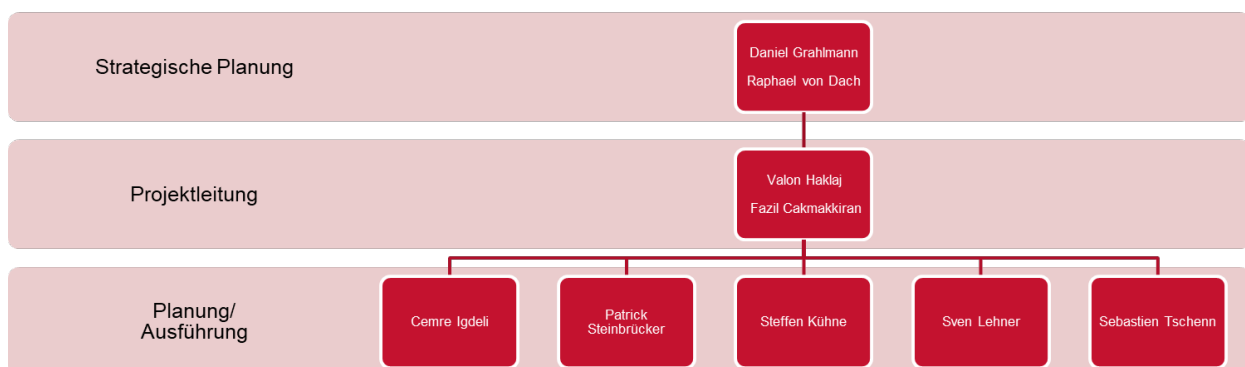 Strategische Planung
Daniel Grahlmann
Raphael von Dach
Projektleitung
Valon Haklaj
Fazil Cakmakkiran
Planung/
Ausführung
Cemre Igdeli
Patrick
Steinbrücker
Steffen Kühne
Sven Lehner
Sebastien Tschenn